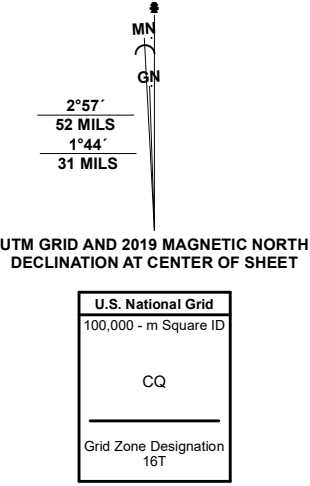 MN
GN
2°57´
52 MILS
1°44´
31 MILS
UTM GRID AND 2019 MAGNETIC NORTH
DECLINATION AT CENTER OF SHEET
U.S. National Grid
100,000 - m Square ID
CQ
Grid Zone Designation
16T